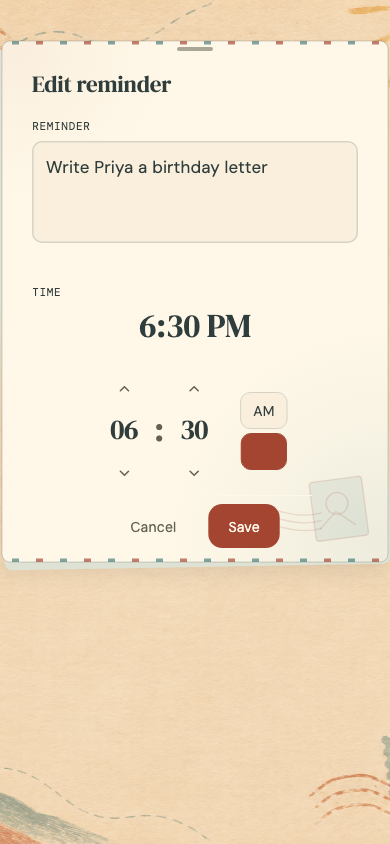 Edit reminder
REMINDER
Write Priya a birthday letter
TIME
6:30 PM
06 : 30
AM
Cancel
Save